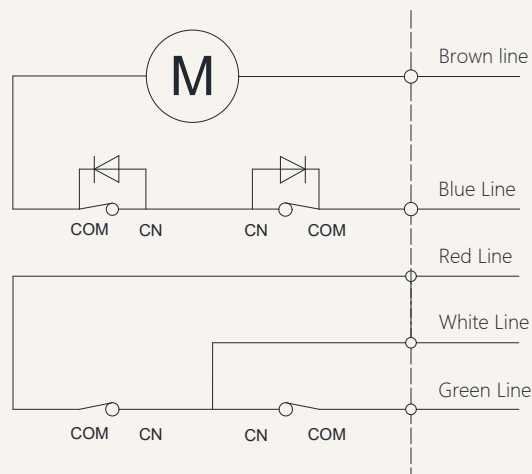 Brown line
M
Blue Line
COM CN CN COM
Red Line
White Line
Green Line
COM CN CN COM